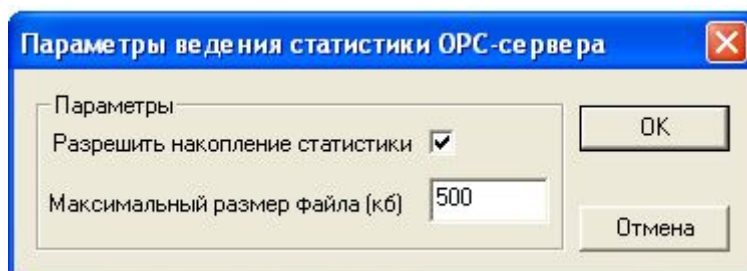 Параметры ведения статистики OPC-сервера
Параметры
Разрешить накопление статистики
Максимальный размер файла (кб)
500
OK
Отмена